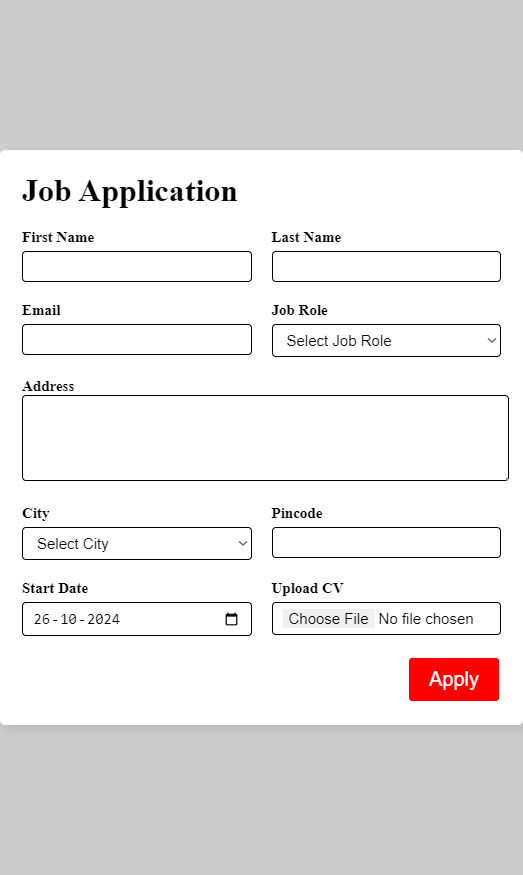 Job Application
First Name Last Name
Email Job Role
Select Job Role
Address
City Pincode
Select City
Start Date Upload CV
26-10-2024 Choose File No file chosen
Apply